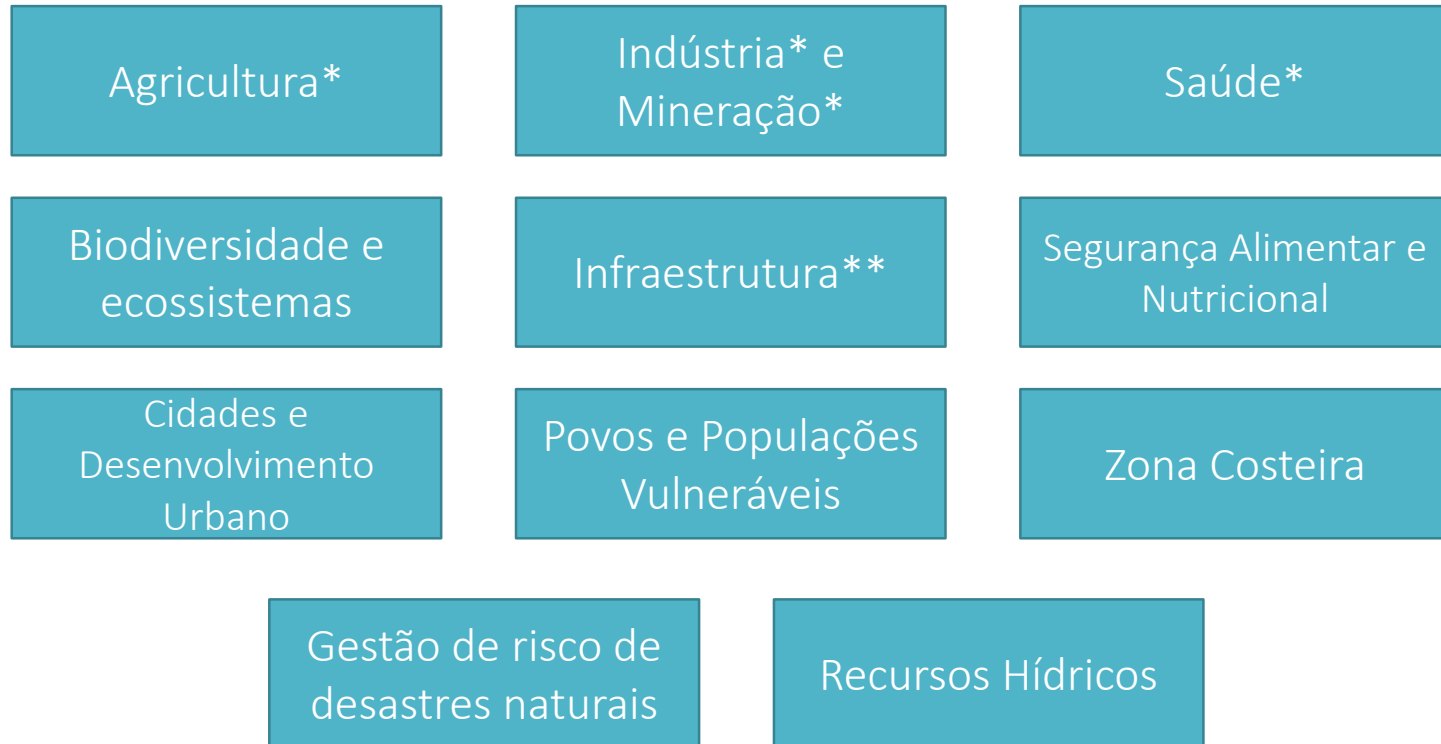 Agricultura*
Indústria* e
Mineração*
Saúde*
Biodiversidade e
ecossistemas
Infraestrutura**
Segurança Alimentar e
Nutricional
Cidades e
Desenvolvimento
Urbano
Povos e Populações
Vulneráveis
Zona Costeira
Gestão de risco de
desastres naturais
Recursos Hídricos